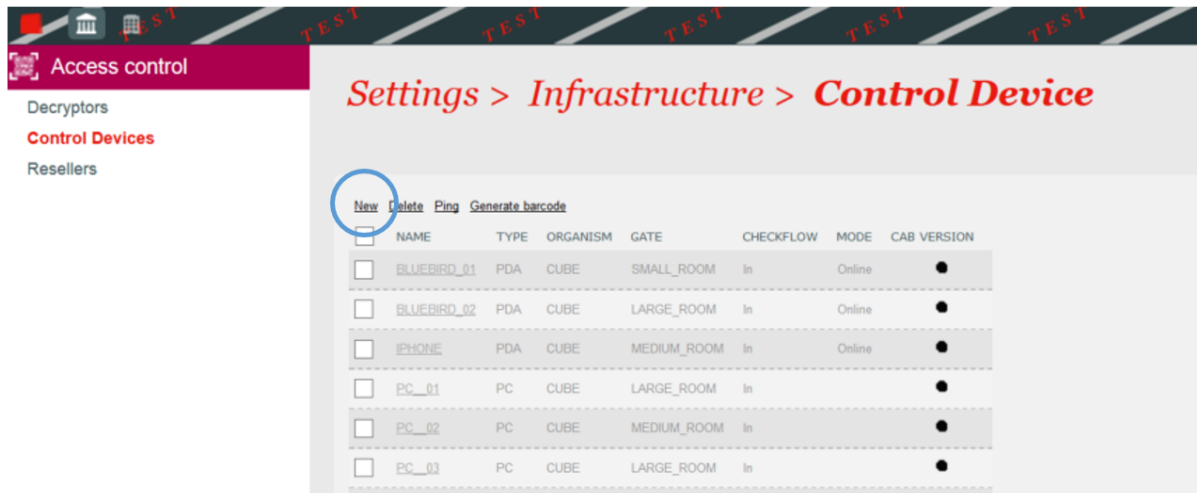 TEST TEST TEST TEST TEST TEST
Access control
Decryptors
Control Devices
Resellers
Settings > Infrastructure > Control Device
New Delete Ping Generate barcode
NAME TYPE ORGANISM GATE CHECKFLOW MODE CAB VERSION
BLUEBIRD_01 PDA CUBE SMALL_ROOM In Online
BLUEBIRD_02 PDA CUBE LARGE_ROOM In Online
IPHONE PDA CUBE MEDIUM_ROOM In Online
PC__01 PC CUBE LARGE_ROOM In
PC__02 PC CUBE MEDIUM_ROOM In
PC__03 PC CUBE LARGE_ROOM In